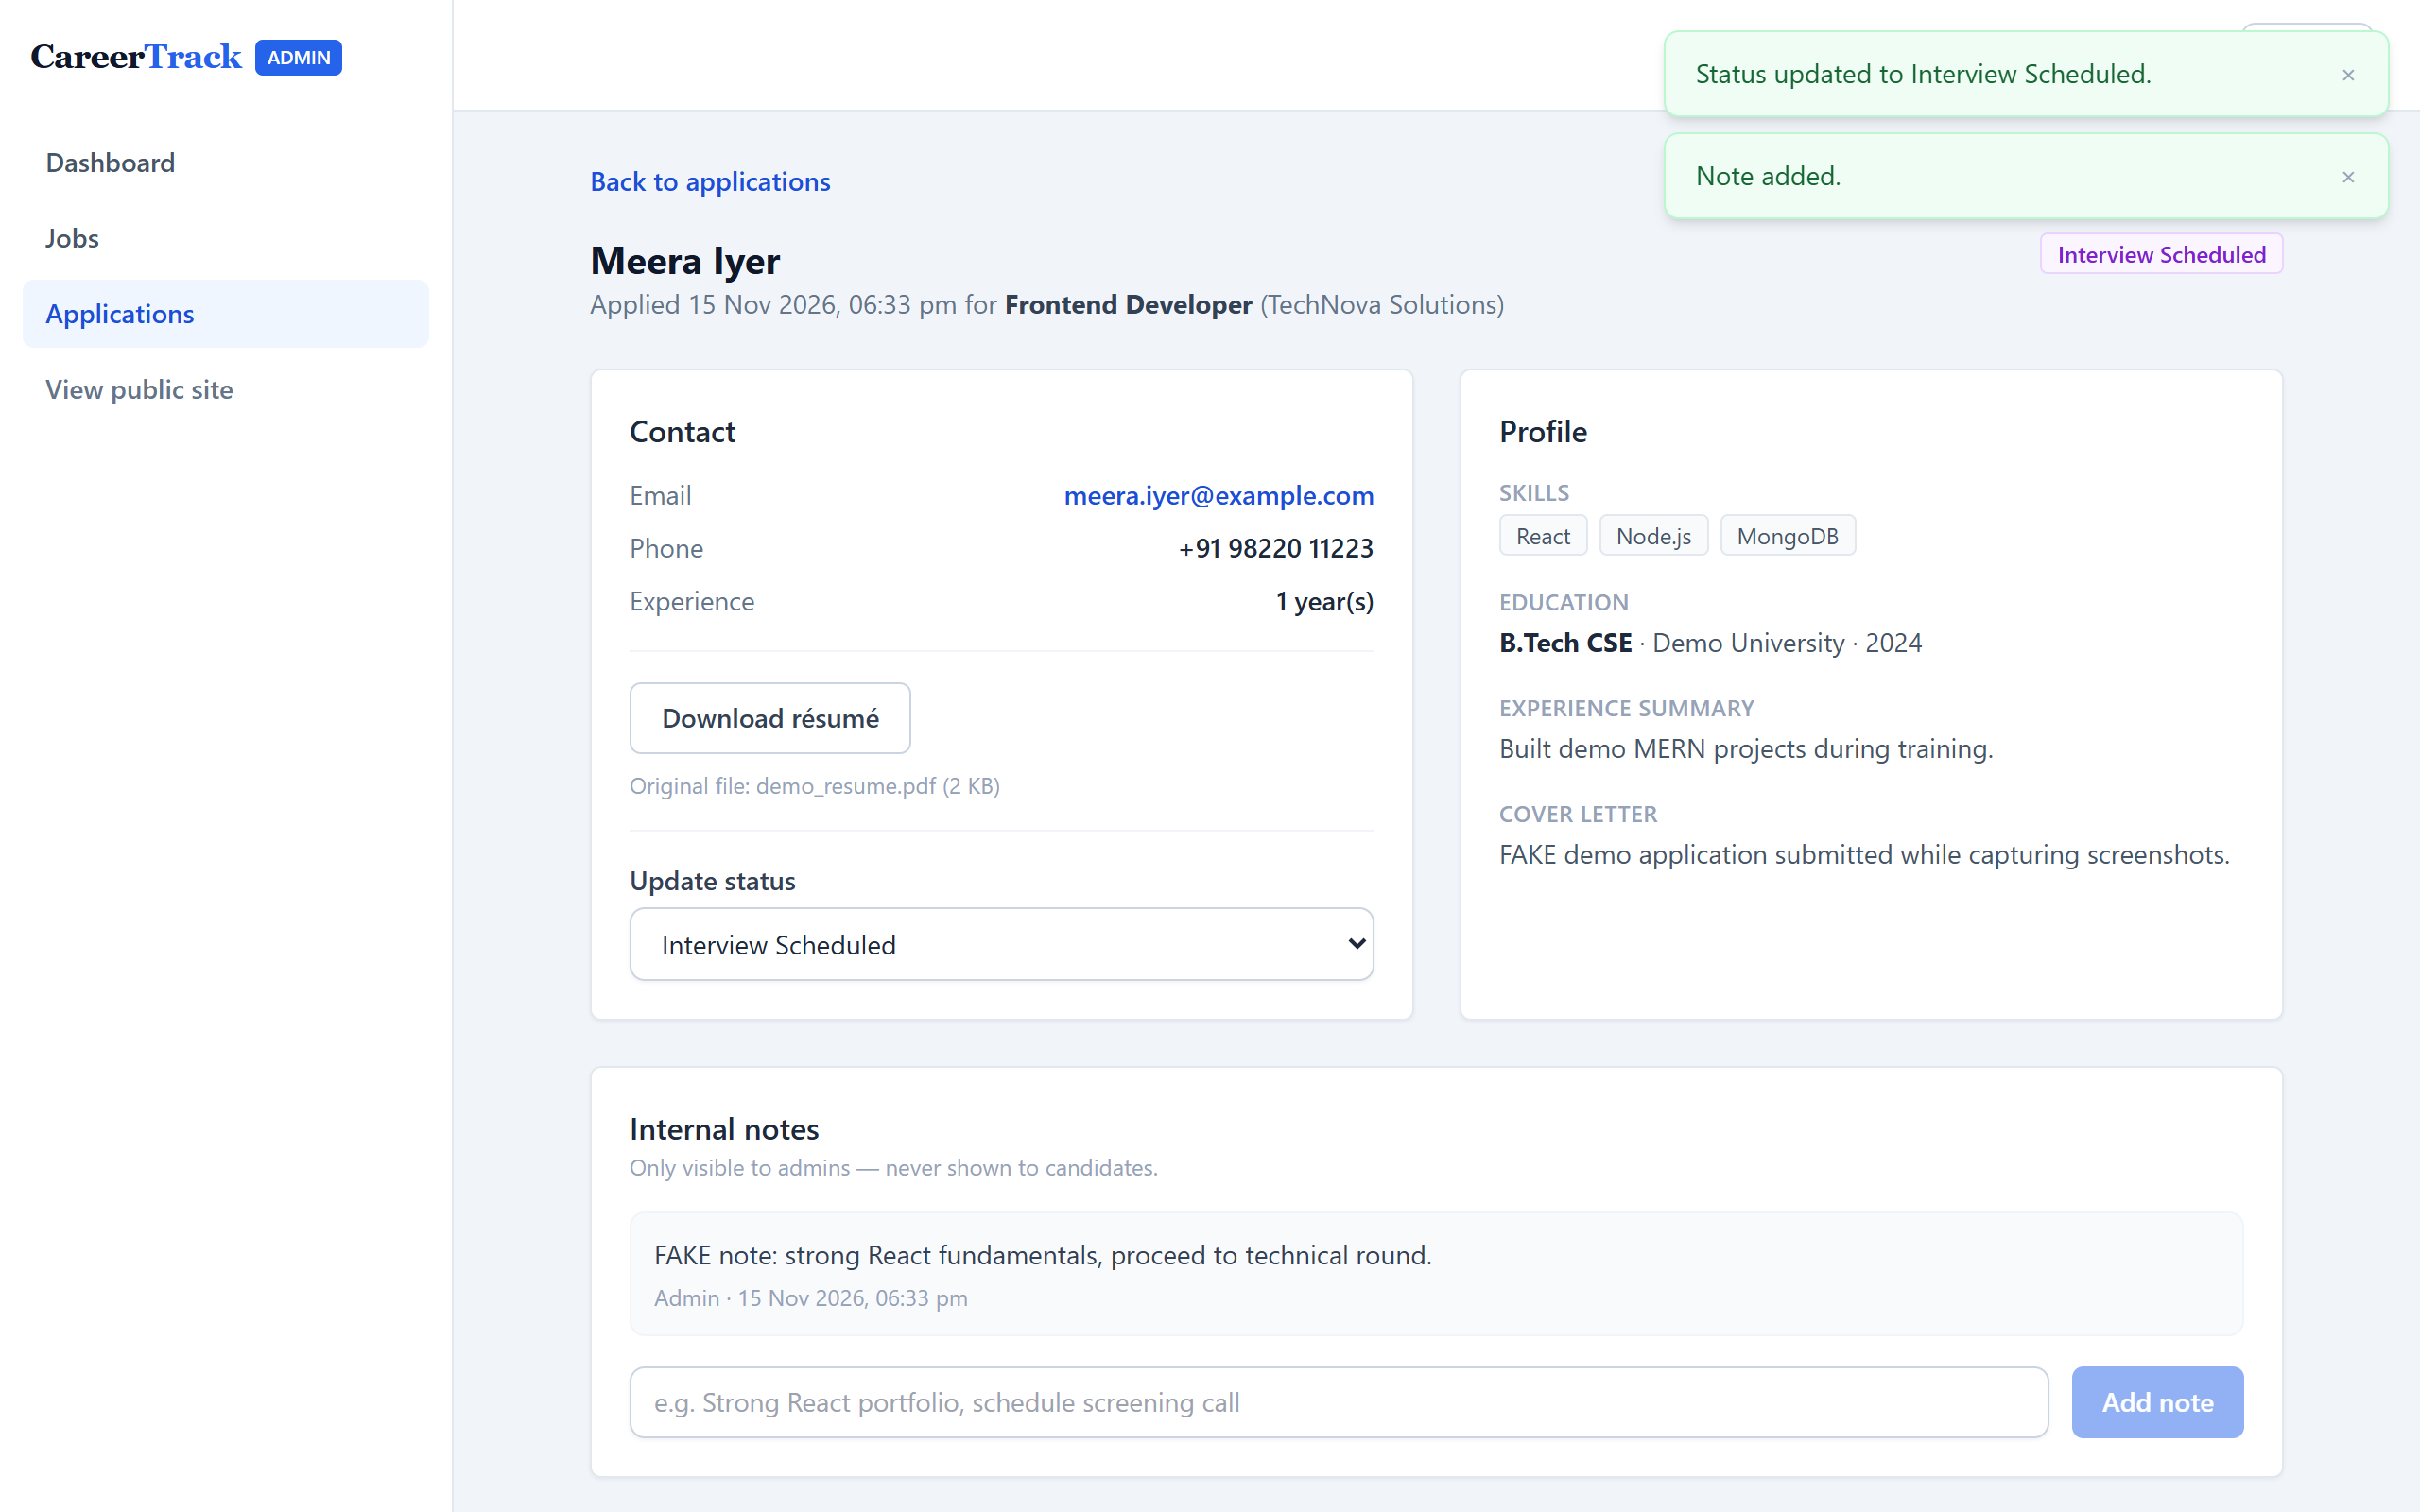 CareerTrack ADMIN
Dashboard
Jobs
Applications
View public site
Status updated to Interview Scheduled. ×
Note added. ×
Back to applications
Meera Iyer
Interview Scheduled
Applied 15 Nov 2026, 06:33 pm for Frontend Developer (TechNova Solutions)
Contact
Email meera.iyer@example.com
Phone +91 98220 11223
Experience 1 year(s)
Download résumé
Original file: demo_resume.pdf (2 KB)
Update status
Interview Scheduled
Profile
SKILLS
React Node.js MongoDB
EDUCATION
B.Tech CSE · Demo University · 2024
EXPERIENCE SUMMARY
Built demo MERN projects during training.
COVER LETTER
FAKE demo application submitted while capturing screenshots.
Internal notes
Only visible to admins — never shown to candidates.
FAKE note: strong React fundamentals, proceed to technical round.
Admin · 15 Nov 2026, 06:33 pm
e.g. Strong React portfolio, schedule screening call
Add note